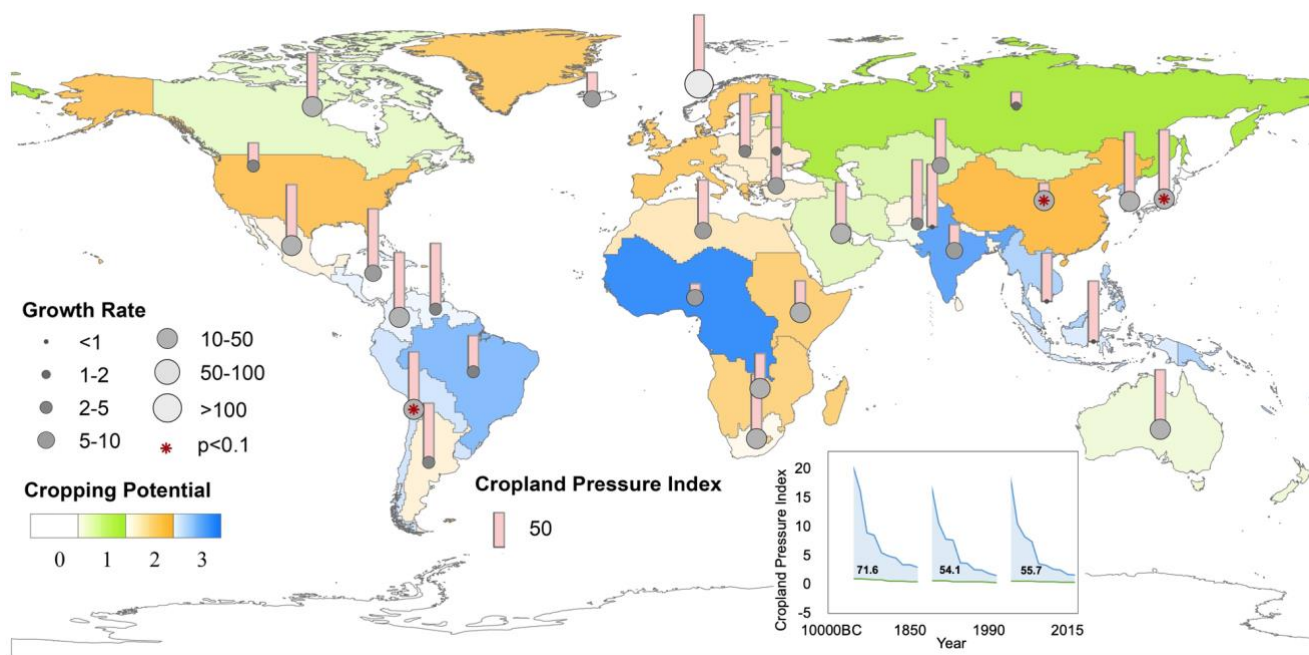 Growth Rate
<1
1-2
2-5
5-10
10-50
50-100
>100
p<0.1
Cropping Potential
0 1 2 3
Cropland Pressure Index
50
Cropland Pressure Index
20
15
10
5
0
-5
71.6 54.1 55.7
10000BC 1850 1990 2015
Year